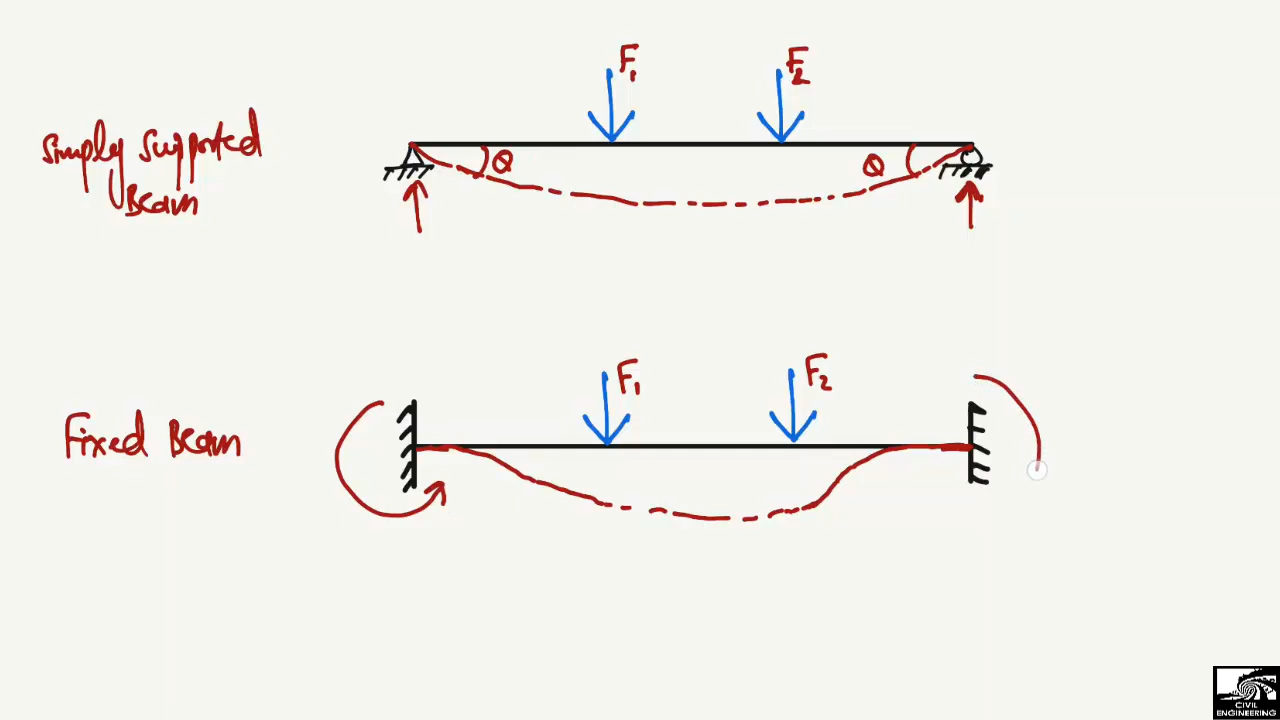 F1
F2
Simply Supported
Beam
θ
θ
F1
F2
Fixed Beam
CIVIL
ENGINEERING